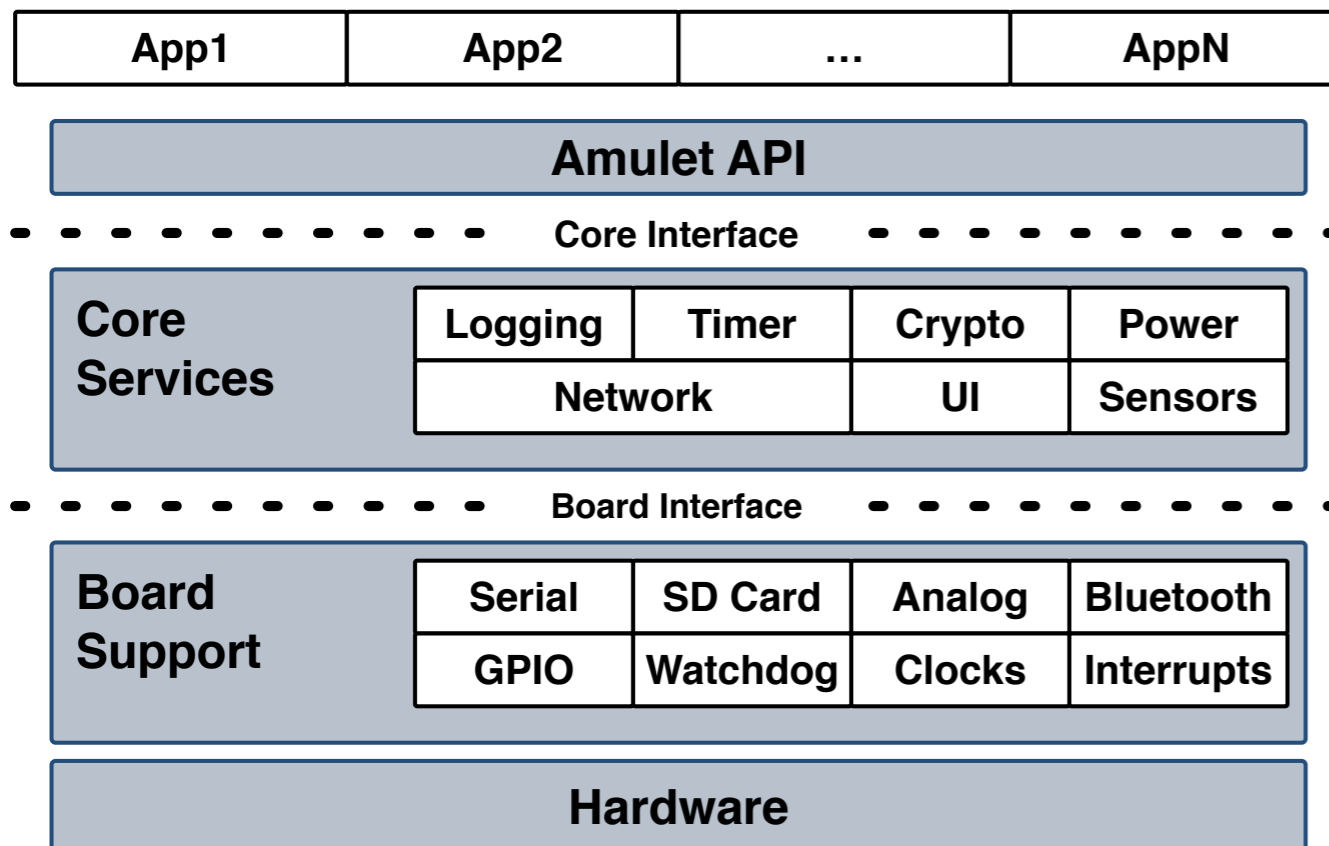 App1 App2 ... AppN
Amulet API
Core Interface
Core Services
Logging Timer Crypto Power
Network UI Sensors
Board Interface
Board Support
Serial SD Card Analog Bluetooth
GPIO Watchdog Clocks Interrupts
Hardware